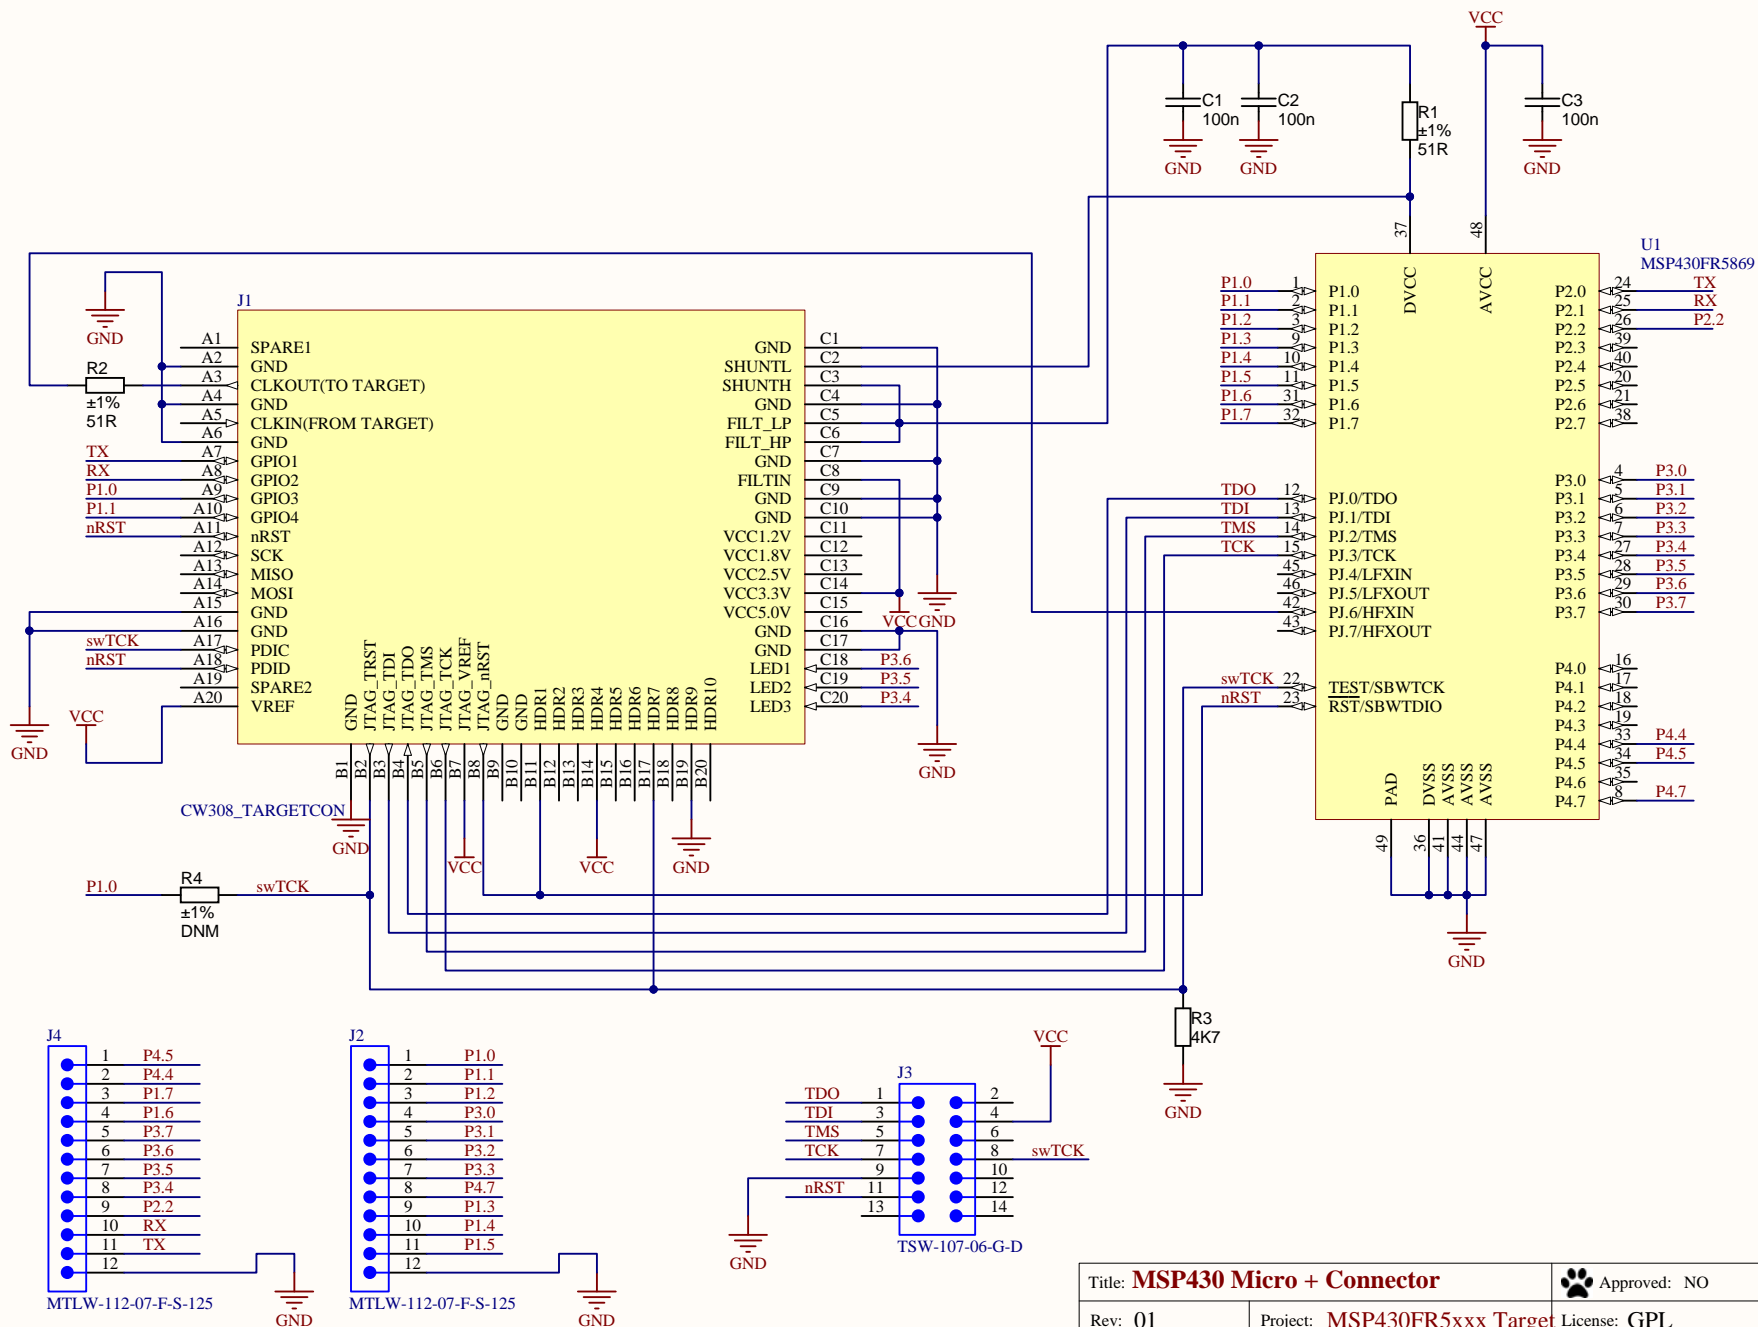 VCC
C1
100n
GND
C2
100n
GND
R1
±1%
51R
C3
100n
GND
U1
MSP430FR5869
37
48
DVCC
AVCC
P1.0 1 P1.0
P1.1 2 P1.1
P1.2 3 P1.2
P1.3 9 P1.3
P1.4 10 P1.4
P1.5 11 P1.5
P1.6 31 P1.6
P1.7 32 P1.7
TDO 12 PJ.0/TDO
TDI 13 PJ.1/TDI
TMS 14 PJ.2/TMS
TCK 15 PJ.3/TCK
45 PJ.4/LFXIN
46 PJ.5/LFXOUT
42 PJ.6/HFXIN
43 PJ.7/HFXOUT
swTCK 22 TEST/SBWTCK
nRST 23 RST/SBWTDIO
P2.0 24 TX
P2.1 25 RX
P2.2 26 P2.2
P2.3 39
P2.4 40
P2.5 20
P2.6 21
P2.7 38
P3.0 4 P3.0
P3.1 5 P3.1
P3.2 6 P3.2
P3.3 7 P3.3
P3.4 27 P3.4
P3.5 28 P3.5
P3.6 29 P3.6
P3.7 30 P3.7
P4.0 16
P4.1 17
P4.2 18
P4.3 19
P4.4 33 P4.4
P4.5 34 P4.5
P4.6 35
P4.7 8 P4.7
PAD DVSS AVSS AVSS AVSS
49 36 41 44 47
GND
J1
GND
R2
±1%
51R
A1 SPARE1
A2 GND
A3 CLKOUT(TO TARGET)
A4 GND
A5 CLKIN(FROM TARGET)
A6 GND
TX A7 GPIO1
RX A8 GPIO2
P1.0 A9 GPIO3
P1.1 A10 GPIO4
nRST A11 nRST
A12 SCK
A13 MISO
A14 MOSI
A15 GND
A16 GND
swTCK A17 PDIC
nRST A18 PDID
A19 SPARE2
A20 VREF
GND
VCC
GND C1
SHUNTL C2
SHUNTH C3
GND C4
FILT_LP C5
FILT_HP C6
GND C7
FILTIN C8
GND C9
GND C10
VCC1.2V C11
VCC1.8V C12
VCC2.5V C13
VCC3.3V C14
VCC5.0V C15
GND C16
GND C17
LED1 C18 P3.6
LED2 C19 P3.5
LED3 C20 P3.4
VCC
GND
GND
GND JTAG_TRST JTAG_TDI JTAG_TDO JTAG_TMS JTAG_TCK JTAG_VREF JTAG_nRST GND GND HDR1 HDR2 HDR3 HDR4 HDR5 HDR6 HDR7 HDR8 HDR9 HDR10
B1 B2 B3 B4 B5 B6 B7 B8 B9 B10 B11 B12 B13 B14 B15 B16 B17 B18 B19 B20
CW308_TARGETCON
GND
VCC
VCC
GND
P1.0
R4
±1%
DNM
swTCK
R3
4K7
GND
J4
1 P4.5
2 P4.4
3 P1.7
4 P1.6
5 P3.7
6 P3.6
7 P3.5
8 P3.4
9 P2.2
10 RX
11 TX
12
GND
MTLW-112-07-F-S-125
J2
1 P1.0
2 P1.1
3 P1.2
4 P3.0
5 P3.1
6 P3.2
7 P3.3
8 P4.7
9 P1.3
10 P1.4
11 P1.5
12
GND
MTLW-112-07-F-S-125
VCC
J3
TDO 1 2
TDI 3 4
TMS 5 6
TCK 7 8 swTCK
9 10
nRST 11 12
13 14
GND
TSW-107-06-G-D
Title: MSP430 Micro + Connector
Approved: NO
Rev: 01
Project: MSP430FR5xxx Target
License: GPL